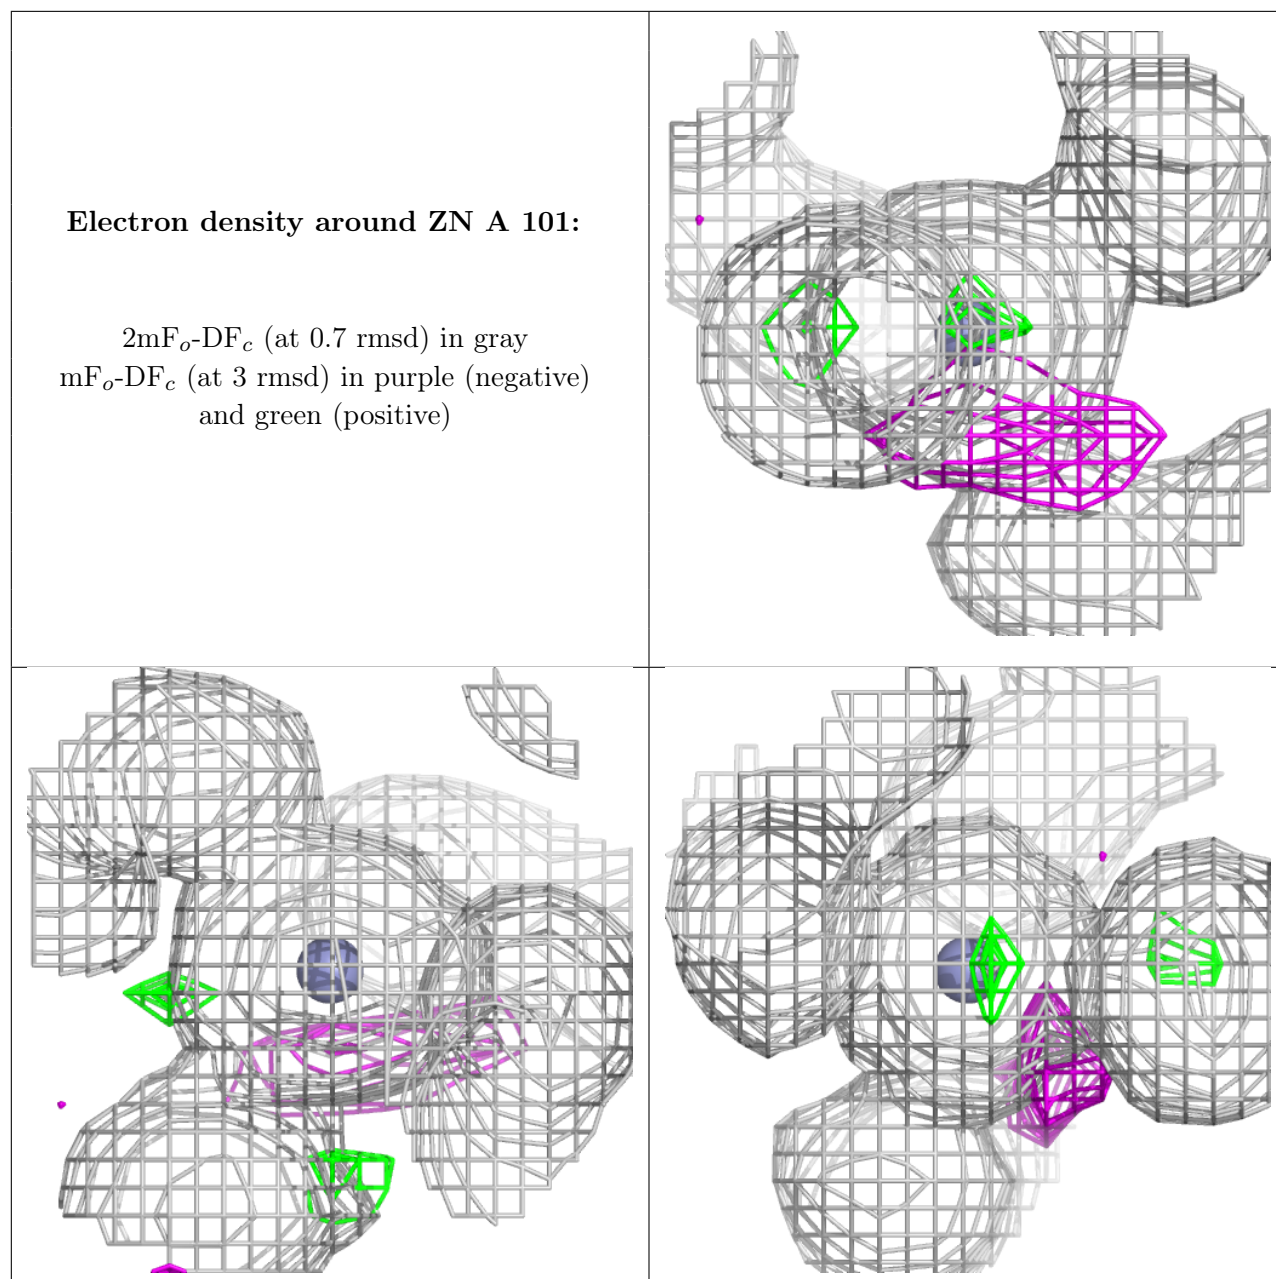 Electron density around ZN A 101:
2mFo-DFc (at 0.7 rmsd) in gray
mFo-DFc (at 3 rmsd) in purple (negative)
and green (positive)